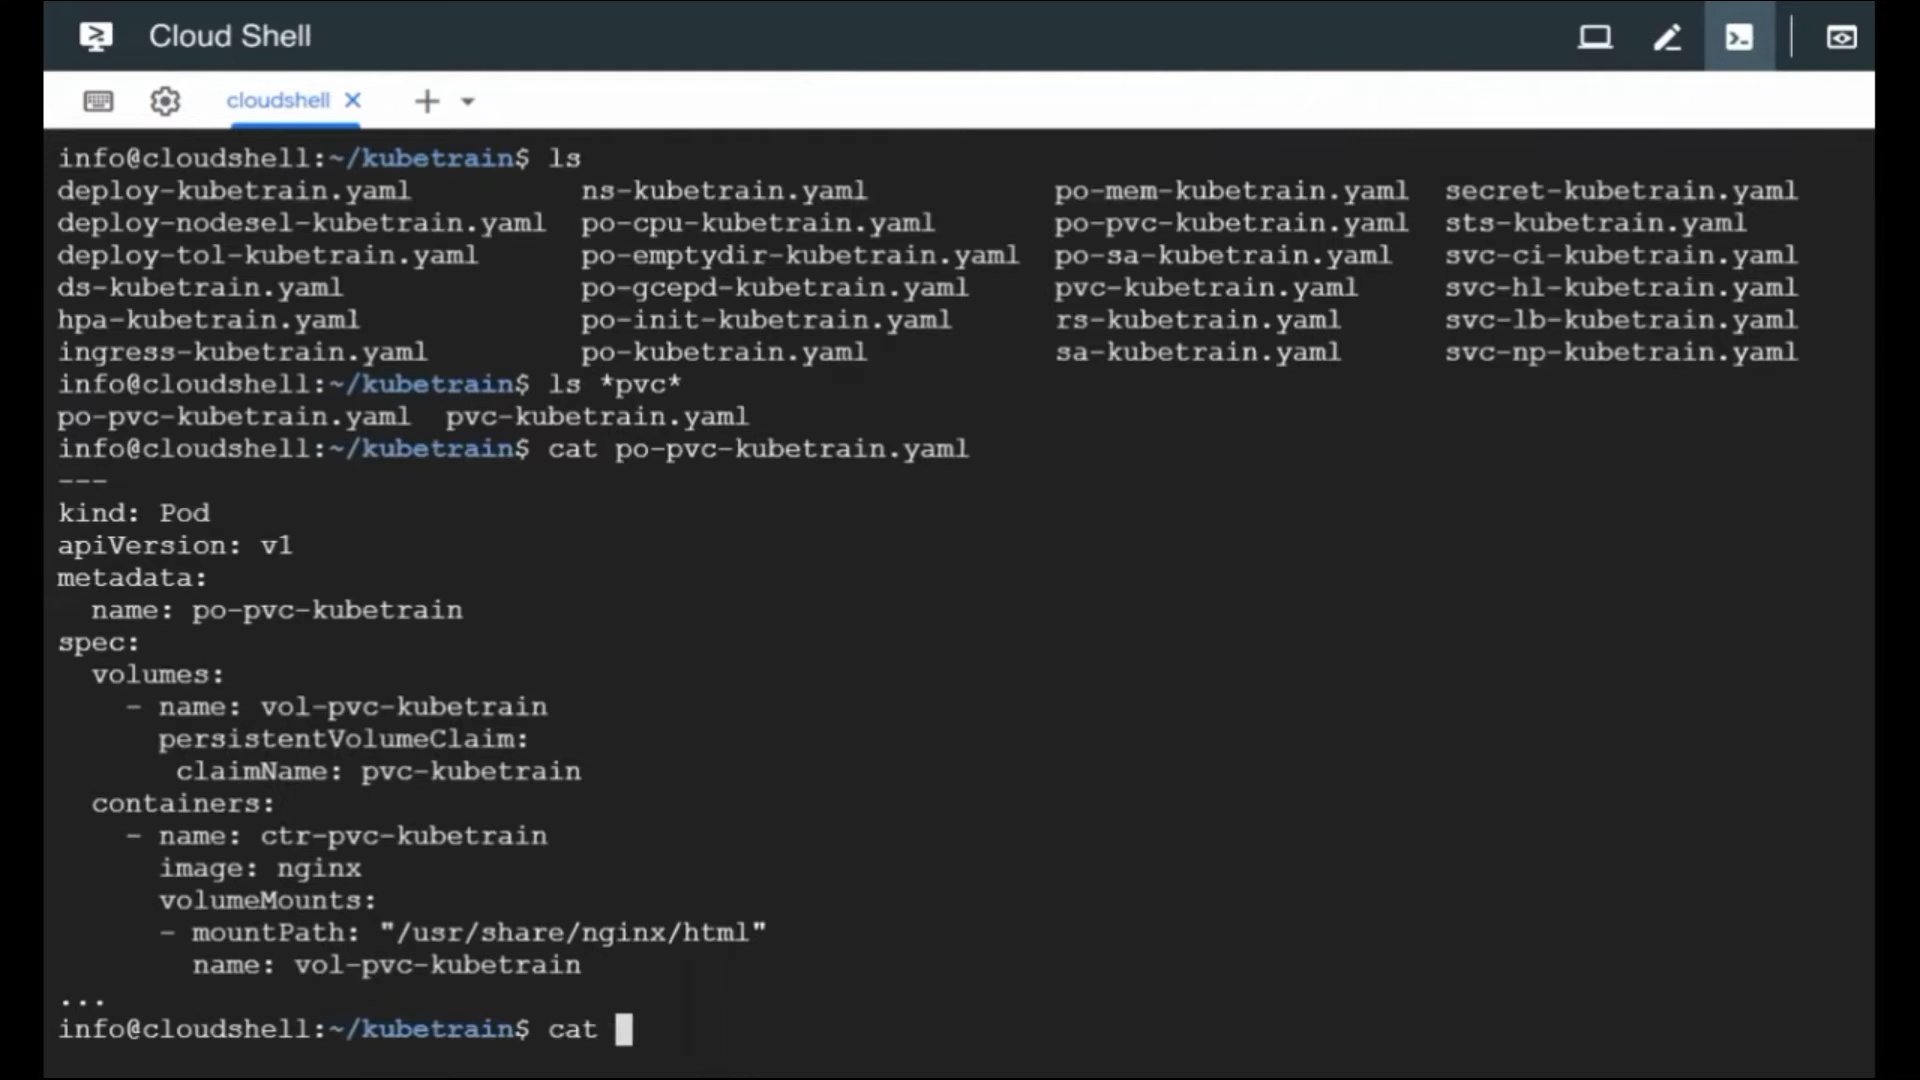 Cloud Shell
cloudshell
info@cloudshell:~/kubetrain$ ls
deploy-kubetrain.yaml ns-kubetrain.yaml po-mem-kubetrain.yaml secret-kubetrain.yaml
deploy-nodesel-kubetrain.yaml po-cpu-kubetrain.yaml po-pvc-kubetrain.yaml sts-kubetrain.yaml
deploy-tol-kubetrain.yaml po-emptydir-kubetrain.yaml po-sa-kubetrain.yaml svc-ci-kubetrain.yaml
ds-kubetrain.yaml po-gcepd-kubetrain.yaml pvc-kubetrain.yaml svc-hl-kubetrain.yaml
hpa-kubetrain.yaml po-init-kubetrain.yaml rs-kubetrain.yaml svc-lb-kubetrain.yaml
ingress-kubetrain.yaml po-kubetrain.yaml sa-kubetrain.yaml svc-np-kubetrain.yaml
info@cloudshell:~/kubetrain$ ls *pvc*
po-pvc-kubetrain.yaml pvc-kubetrain.yaml
info@cloudshell:~/kubetrain$ cat po-pvc-kubetrain.yaml
---
kind: Pod
apiVersion: v1
metadata:
  name: po-pvc-kubetrain
spec:
  volumes:
    - name: vol-pvc-kubetrain
      persistentVolumeClaim:
       claimName: pvc-kubetrain
  containers:
    - name: ctr-pvc-kubetrain
      image: nginx
      volumeMounts:
      - mountPath: "/usr/share/nginx/html"
        name: vol-pvc-kubetrain
...
info@cloudshell:~/kubetrain$ cat